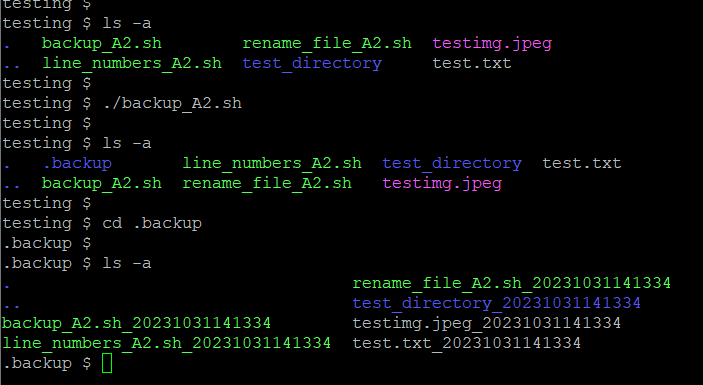 testing $
testing $ ls -a
.   backup_A2.sh        rename_file_A2.sh  testimg.jpeg
..  line_numbers_A2.sh  test_directory     test.txt
testing $
testing $ ./backup_A2.sh
testing $
testing $ ls -a
.   .backup       line_numbers_A2.sh  test_directory  test.txt
..  backup_A2.sh  rename_file_A2.sh   testimg.jpeg
testing $
testing $ cd .backup
.backup $
.backup $ ls -a
.                                  rename_file_A2.sh_20231031141334
..                                 test_directory_20231031141334
backup_A2.sh_20231031141334        testimg.jpeg_20231031141334
line_numbers_A2.sh_20231031141334  test.txt_20231031141334
.backup $